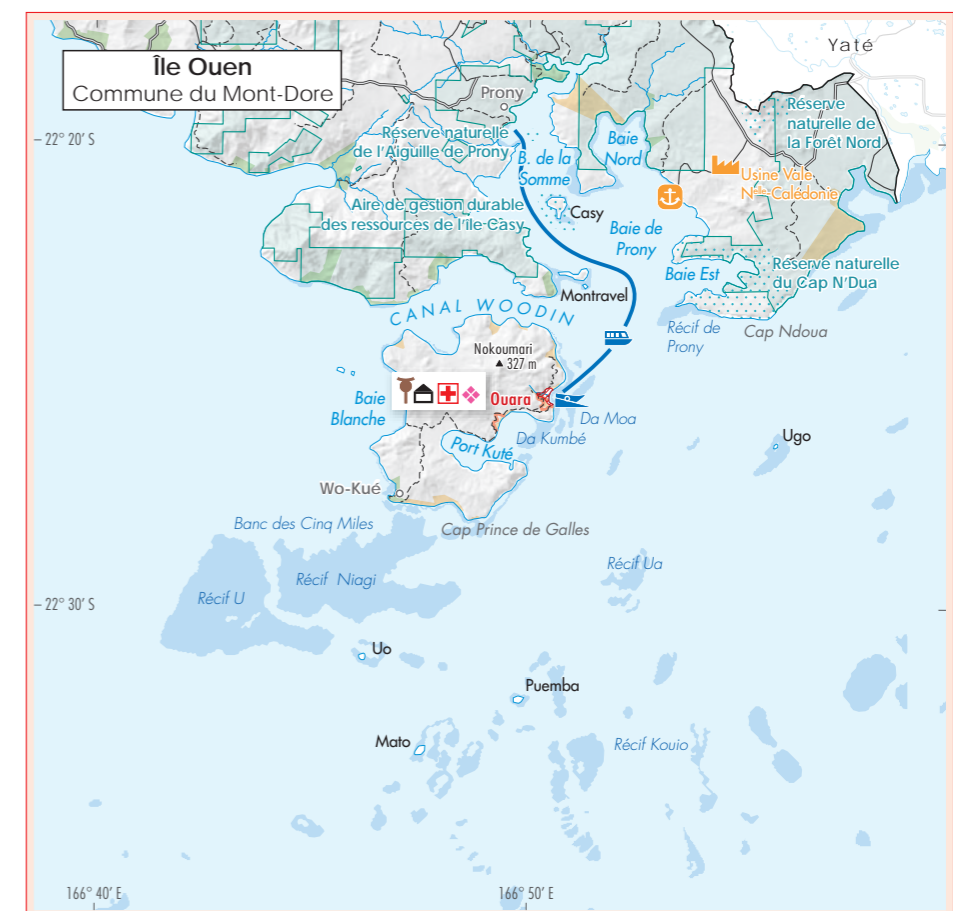 Île Ouen
Commune du Mont-Dore
Yaté
Prony
22° 20' S
Réserve naturelle
de l'Aiguille de Prony
B. de la
Somme
Baie
Nord
Réserve
naturelle de
la Forêt Nord
Usine Vale
Nlle Calédonie
Aire de gestion durable
des ressources de l'île Casy
Casy
Baie de
Prony
Baie Est
Réserve naturelle
du Cap N'Dua
Montravel
CANAL WOODIN
Récif de
Prony
Cap Ndoua
Nokoumari
327 m
Baie
Blanche
Ouara
Da Moa
Da Kumbé
Port Kuté
Ugo
Wo-Kué
Banc des Cinq Miles
Cap Prince de Galles
Récif Ua
Récif Niagi
Récif U
22° 30' S
Uo
Puemba
Mato
Récif Kouio
166° 40' E
166° 50' E